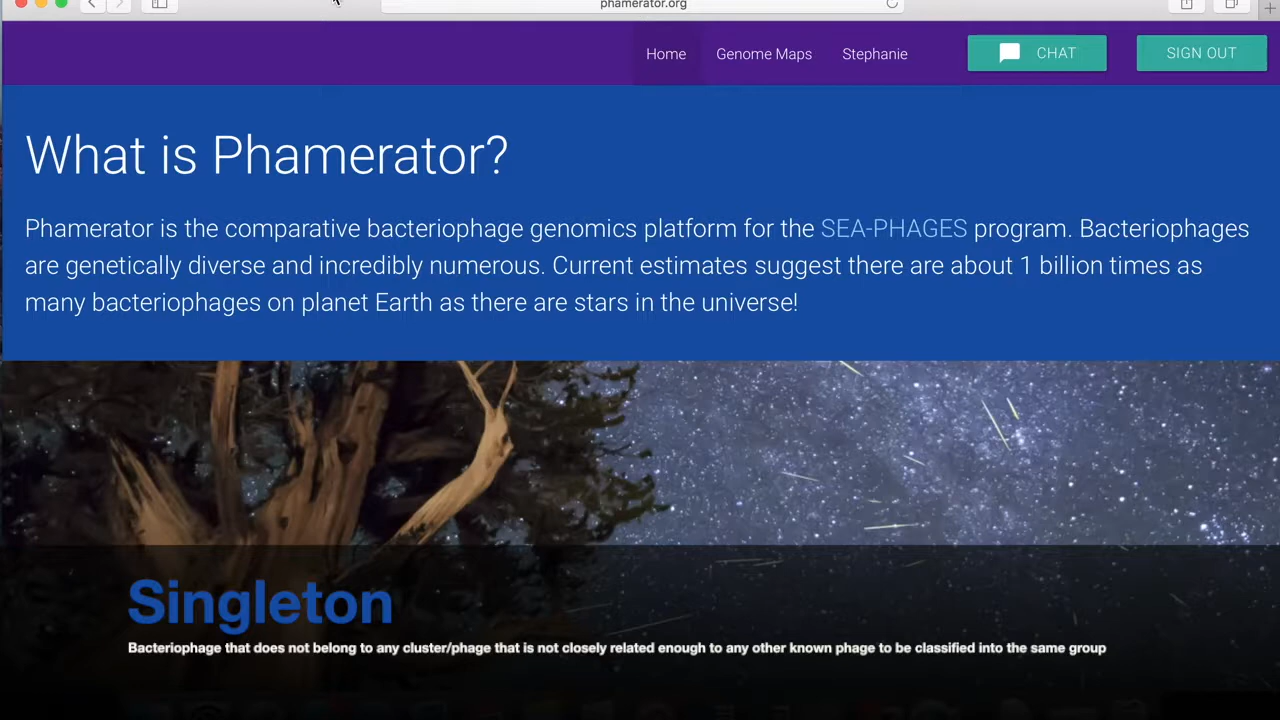 phamerator.org
Home
Genome Maps
Stephanie
CHAT
SIGN OUT
What is Phamerator?
Phamerator is the comparative bacteriophage genomics platform for the SEA-PHAGES program. Bacteriophages
are genetically diverse and incredibly numerous. Current estimates suggest there are about 1 billion times as
many bacteriophages on planet Earth as there are stars in the universe!
Singleton
Bacteriophage that does not belong to any cluster/phage that is not closely related enough to any other known phage to be classified into the same group